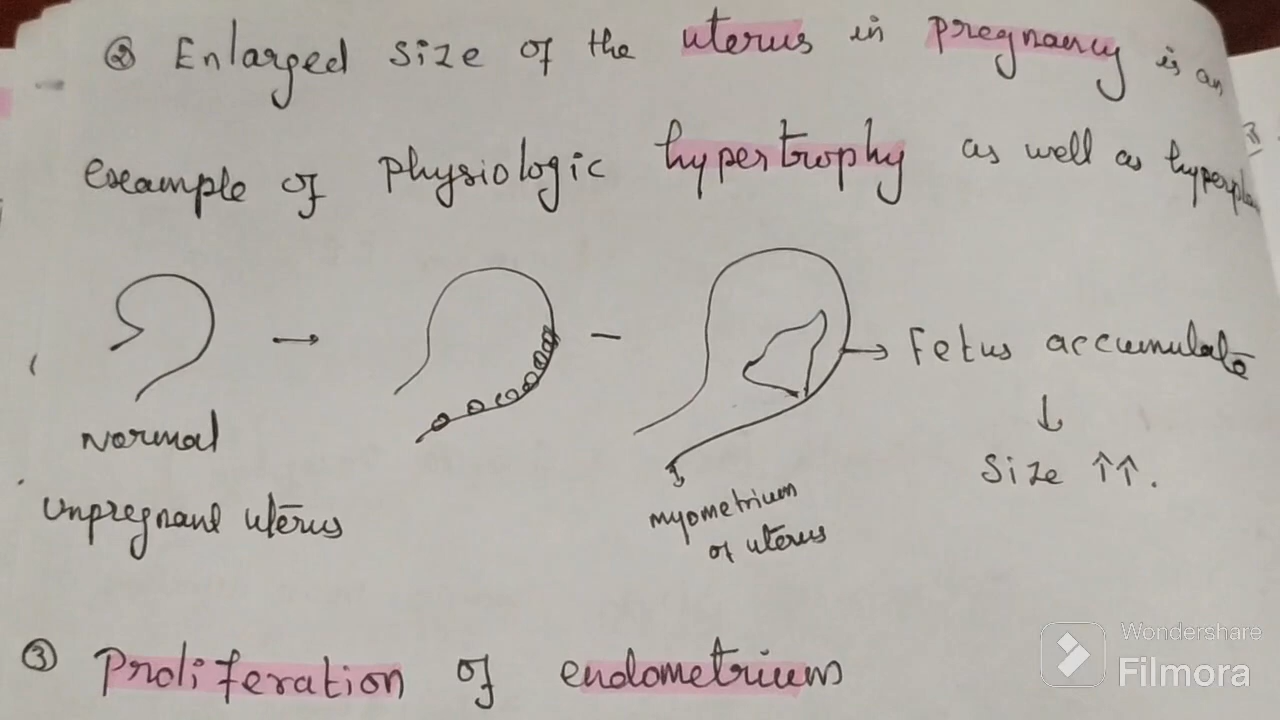 ② Enlarged size of the uterus in pregnancy is an
example of physiologic hypertrophy as well as hyperpla
→ Fetus accumulate
↓
Size ↑↑.
Normal
unpregnant uterus
myometrium
of uterus
③ Proliferation of endometrium
Wondershare
Filmora